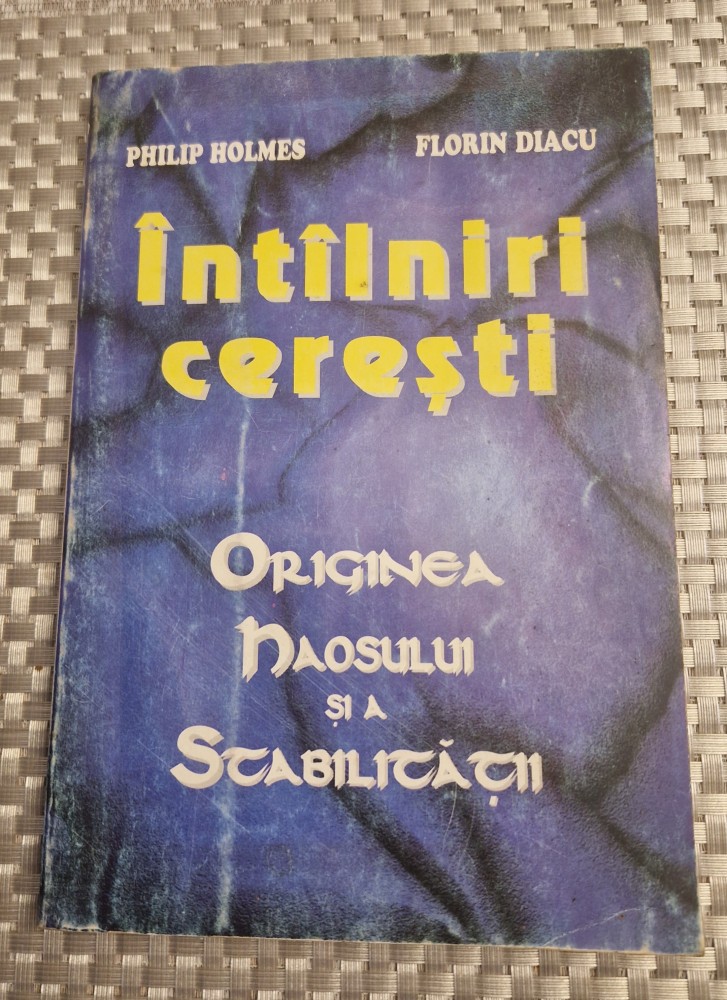 PHILIP HOLMES FLORIN DIACU
Întîlniri
cerești
ORIGINEA
HAOSULUI
ȘI A
STABILITĂȚII